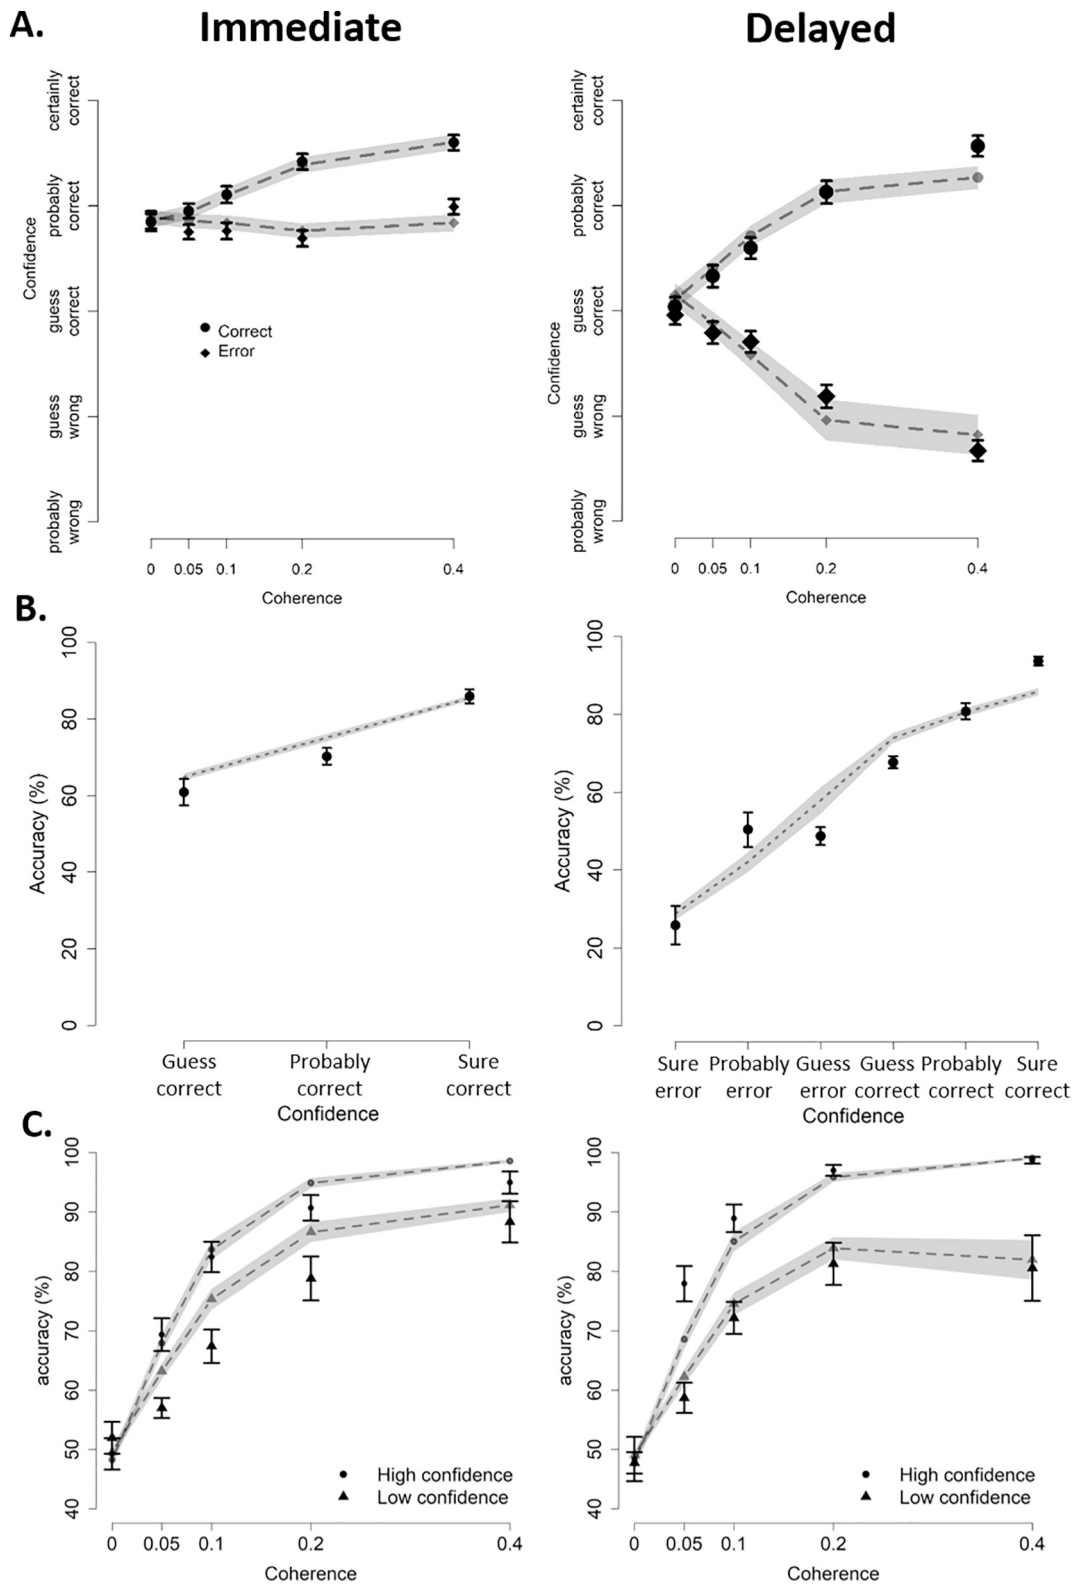 A.
Immediate
Delayed
certainly
correct
probably
correct
guess
correct
guess
wrong
probably
wrong
Confidence
Correct
Error
0 0.05 0.1 0.2 0.4
Coherence
certainly
correct
probably
correct
guess
correct
guess
wrong
probably
wrong
Confidence
0 0.05 0.1 0.2 0.4
Coherence
B.
Accuracy (%)
100
80
60
40
20
0
Guess Probably Sure
correct correct correct
Confidence
Accuracy (%)
100
80
60
40
20
0
Sure Probably Guess Guess Probably Sure
error error error correct correct correct
Confidence
C.
accuracy (%)
100
90
80
70
60
50
40
High confidence
Low confidence
0 0.05 0.1 0.2 0.4
Coherence
accuracy (%)
100
90
80
70
60
50
40
High confidence
Low confidence
0 0.05 0.1 0.2 0.4
Coherence